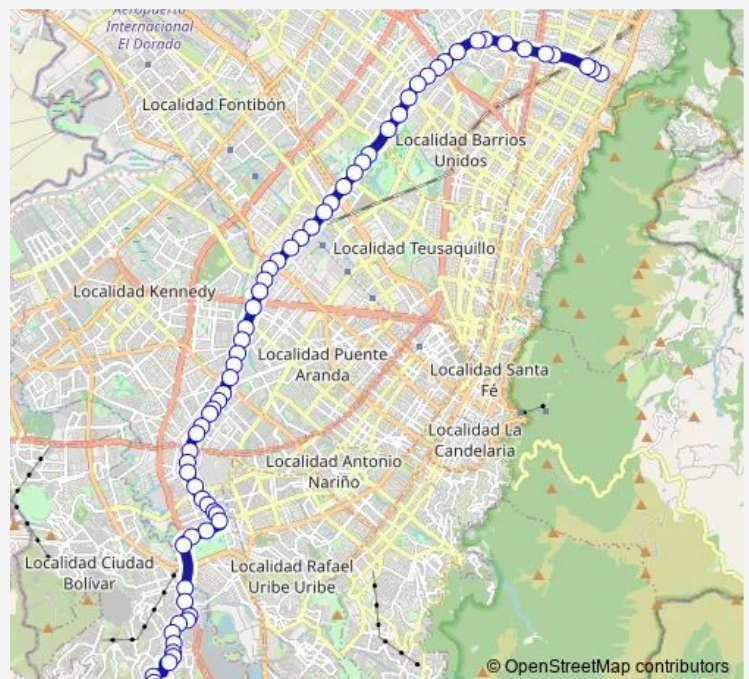 Aeropuerto
Internacional
El Dorado
Localidad Fontibón
Localidad Barrios
Unidos
Localidad Teusaquillo
Localidad Kennedy
Localidad Puente
Aranda
Localidad Santa
Fé
Localidad La
Candelaria
Localidad Antonio
Nariño
Localidad Ciudad
Bolívar
Localidad Rafael
Uribe Uribe
© OpenStreetMap contributors